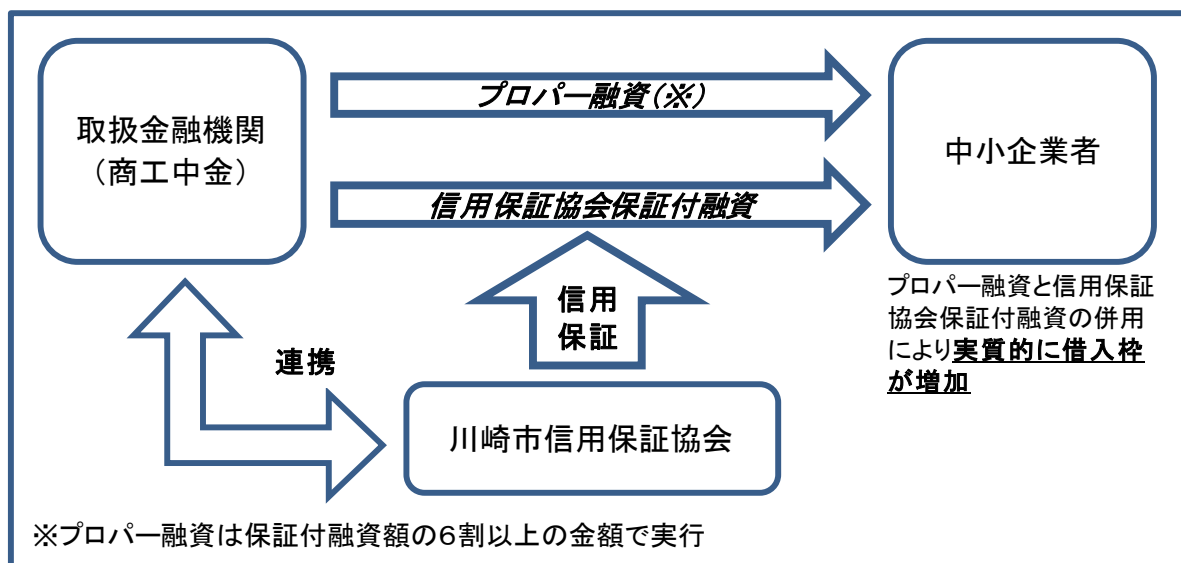 取扱金融機関
（商工中金）
プロパー融資（※）
信用保証協会保証付融資
中小企業者
プロパー融資と信用保証
協会保証付融資の併用
により実質的に借入枠
が増加
信用
保証
連携
川崎市信用保証協会
※プロパー融資は保証付融資額の６割以上の金額で実行